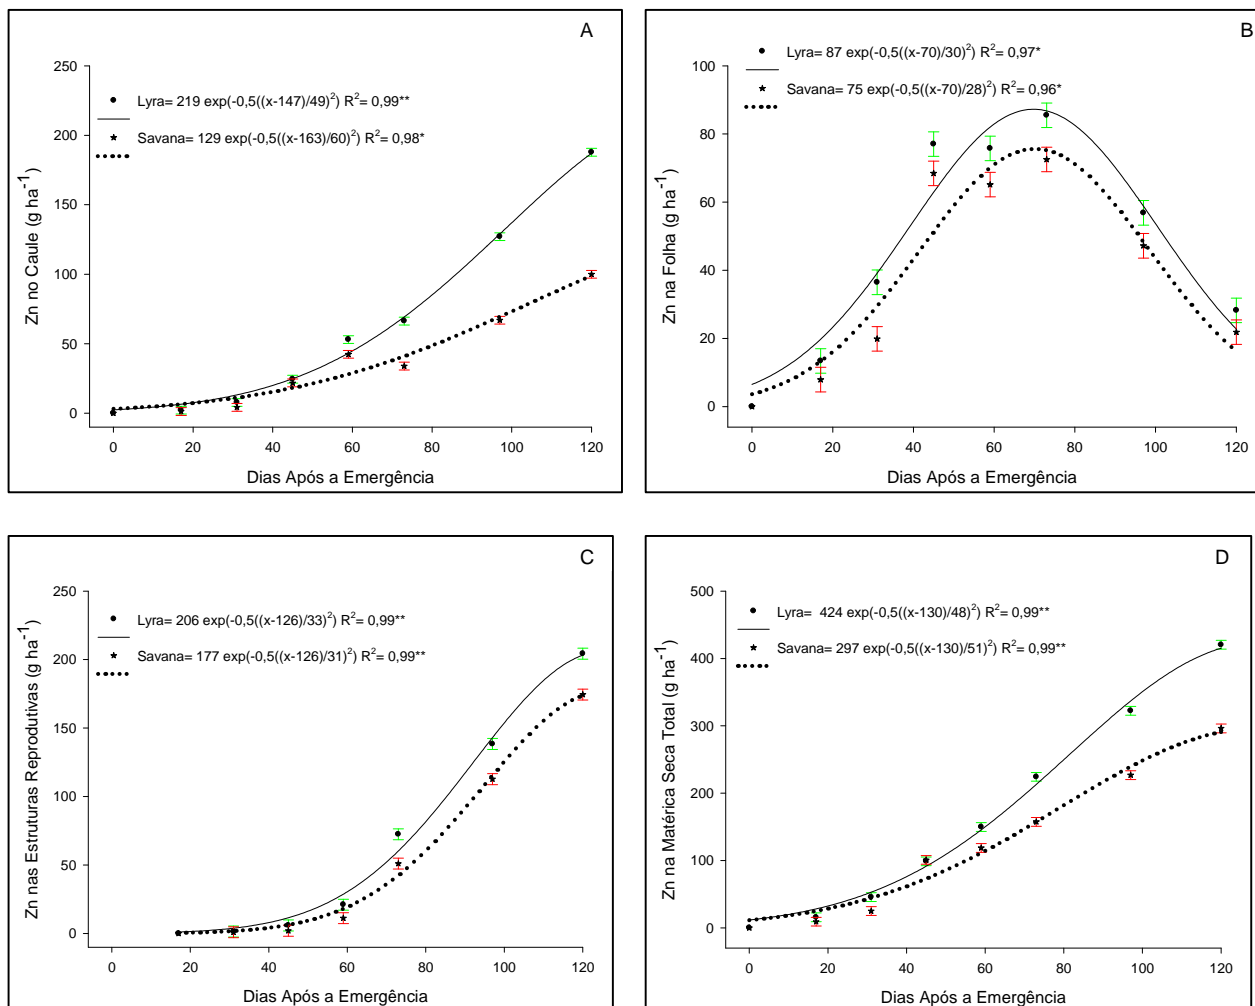 A
250
200
150
100
50
0
Lyra= 219 exp(-0,5((x-147)/49)²) R²= 0,99**
Savana= 129 exp(-0,5((x-163)/60)²) R²= 0,98*
Zn no Caule (g ha⁻¹)
0 20 40 60 80 100 120
Dias Após a Emergência
B
Lyra= 87 exp(-0,5((x-70)/30)²) R²= 0,97*
Savana= 75 exp(-0,5((x-70)/28)²) R²= 0,96*
100
80
60
40
20
0
Zn na Folha (g ha⁻¹)
0 20 40 60 80 100 120
Dias Após a Emergência
C
250
200
150
100
50
0
Lyra= 206 exp(-0,5((x-126)/33)²) R²= 0,99**
Savana= 177 exp(-0,5((x-126)/31)²) R²= 0,99**
Zn nas Estruturas Reprodutivas (g ha⁻¹)
0 20 40 60 80 100 120
Dias Após a Emergência
D
500
400
300
200
100
0
Lyra= 424 exp(-0,5((x-130)/48)²) R²= 0,99**
Savana= 297 exp(-0,5((x-130)/51)²) R²= 0,99**
Zn na Matérica Seca Total (g ha⁻¹)
0 20 40 60 80 100 120
Dias Após a Emergência